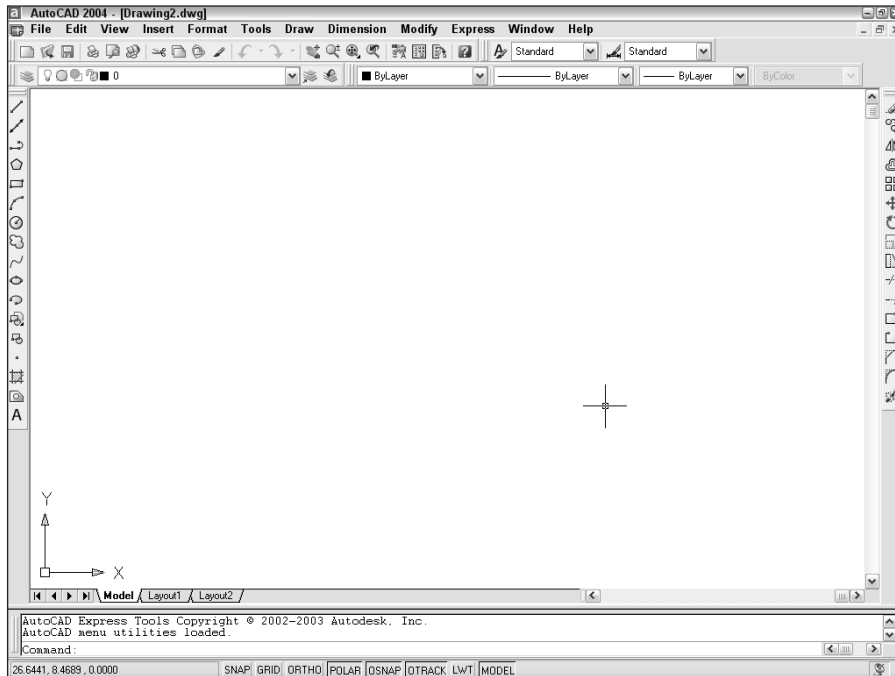 AutoCAD 2004 - [Drawing2.dwg]
File Edit View Insert Format Tools Draw Dimension Modify Express Window Help
Standard Standard
0 ByLayer ByLayer ByLayer ByColor
A
Y
X
Model Layout1 Layout2
AutoCAD Express Tools Copyright © 2002-2003 Autodesk, Inc.
AutoCAD menu utilities loaded.
Command:
26.6441, 8.4689 , 0.0000 SNAP GRID ORTHO POLAR OSNAP OTRACK LWT MODEL